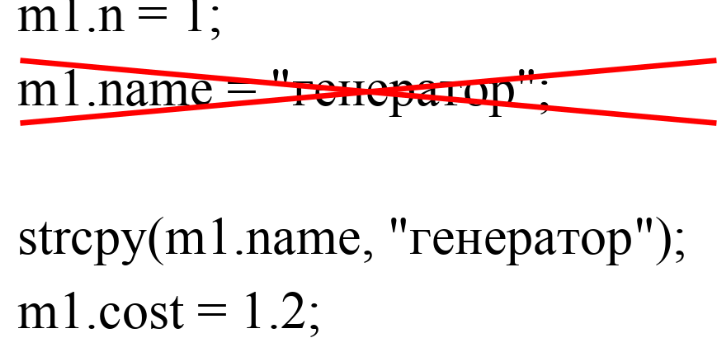 m1.n = 1;
m1.name = "генератор";
strcpy(m1.name, "генератор");
m1.cost = 1.2;